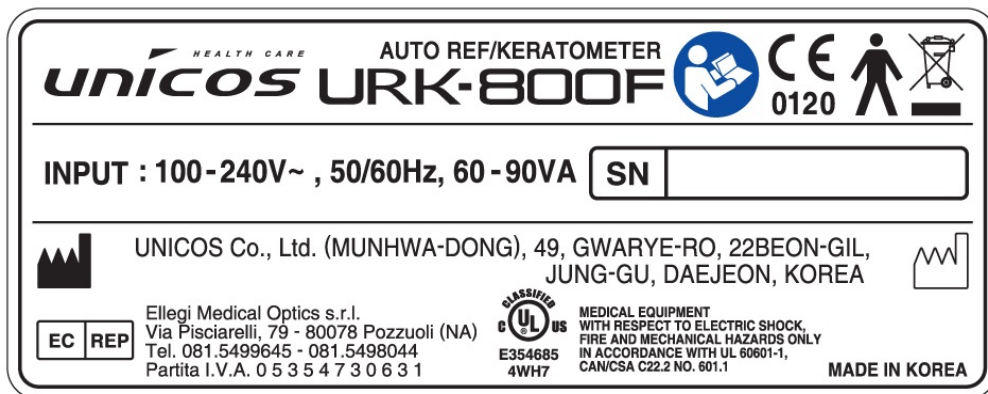 HEALTH CARE
unicos
AUTO REF/KERATOMETER
URK-800F
CE
0120
INPUT : 100-240V~ , 50/60Hz, 60-90VA
SN
UNICOS Co., Ltd. (MUNHWA-DONG), 49, GWARYE-RO, 22BEON-GIL,
JUNG-GU, DAEJEON, KOREA
EC REP
Ellegi Medical Optics s.r.l.
Via Pisciarelli, 79 - 80078 Pozzuoli (NA)
Tel. 081.5499645 - 081.5498044
Partita I.V.A. 0 5 3 5 4 7 3 0 6 3 1
CLASSIFIED
C UL ® US
E354685
4WH7
MEDICAL EQUIPMENT
WITH RESPECT TO ELECTRIC SHOCK,
FIRE AND MECHANICAL HAZARDS ONLY
IN ACCORDANCE WITH UL 60601-1,
CAN/CSA C22.2 NO. 601.1
MADE IN KOREA